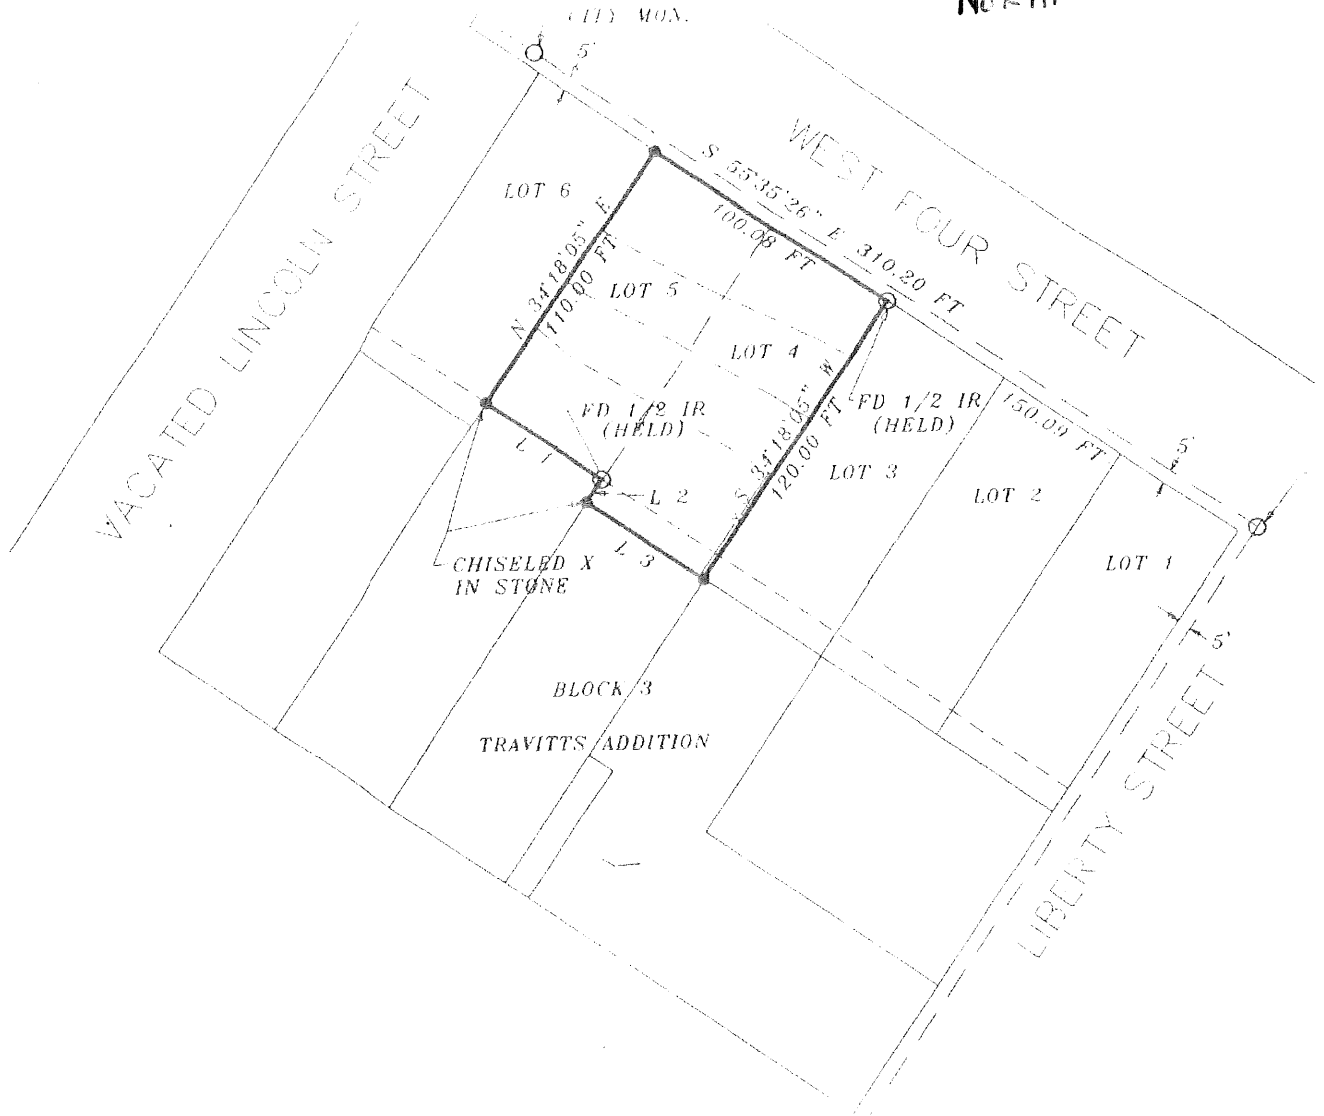 NORTH
CITY MON.
5'
WEST FOUR STREET
S 55°35'26" E 310.20 FT
100.08 FT
LOT 6
VACATED LINCOLN STREET
N 34°18'05" E
110.00 FT
LOT 5
LOT 4
S 34°18'05" W
120.00 FT
FD 1/2 IR
(HELD)
FD 1/2 IR
(HELD)
150.09 FT
5'
LOT 3
LOT 2
LOT 1
L 1
L 2
L 3
CHISELED X
IN STONE
5'
BLOCK 3
TRAVITTS ADDITION
LIBERTY STREET